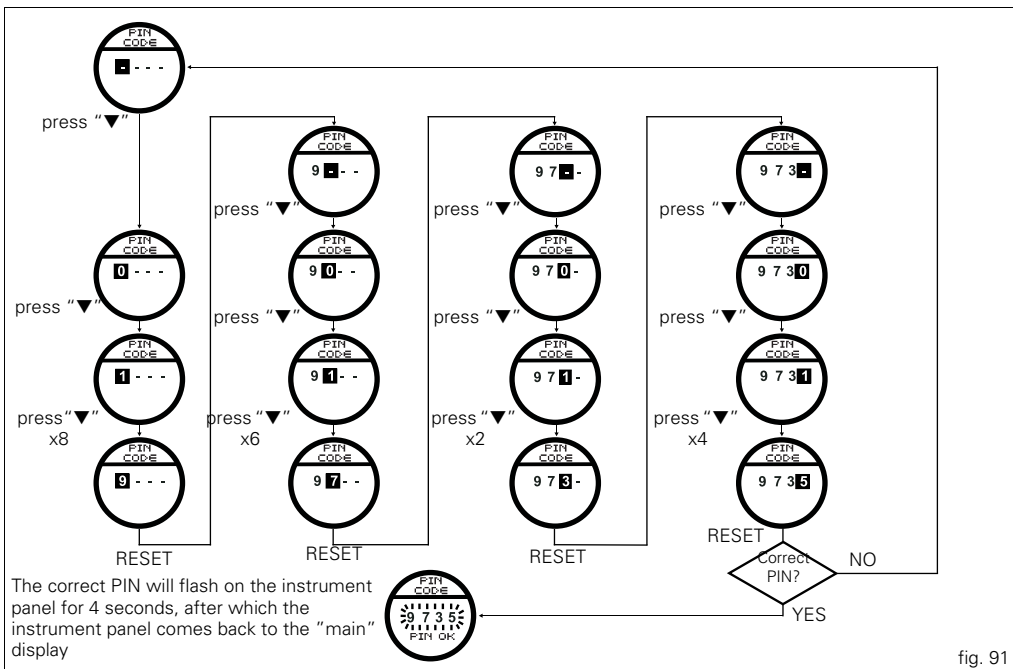 PIN
CODE
- - - -
press “▼”
PIN
CODE
0 - - -
press “▼”
PIN
CODE
1 - - -
press“▼”
x8
PIN
CODE
9 - - -
RESET
PIN
CODE
9 - - -
press “▼”
PIN
CODE
9 0 - -
press “▼”
PIN
CODE
9 1 - -
press “▼”
x6
PIN
CODE
9 7 - -
RESET
PIN
CODE
9 7 - -
press “▼”
PIN
CODE
9 7 0 -
press “▼”
PIN
CODE
9 7 1 -
press “▼”
x2
PIN
CODE
9 7 3 -
RESET
PIN
CODE
9 7 3 -
press “▼”
PIN
CODE
9 7 3 0
press “▼”
PIN
CODE
9 7 3 1
press “▼”
x4
PIN
CODE
9 7 3 5
RESET
Correct
PIN?
NO
YES
The correct PIN will flash on the instrument
panel for 4 seconds, after which the
instrument panel comes back to the "main"
display
PIN
CODE
9 7 3 5
PIN OK
fig. 91